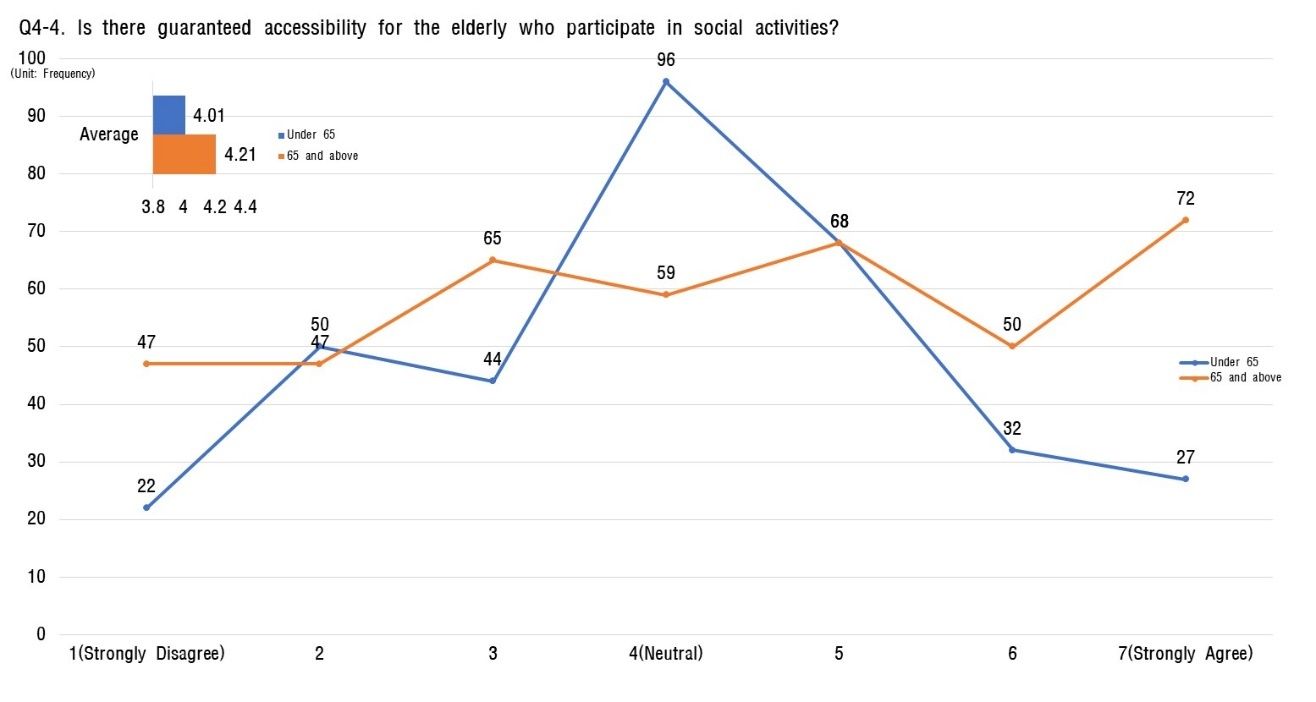 Q4-4. Is there guaranteed accessibility for the elderly who participate in social activities?
100
(Unit: Frequency)
96
90
4.01
Average
Under 65
4.21
65 and above
80
3.8 4 4.2 4.4
72
70
68
65
60
59
50
50
50
47
47
44
Under 65
65 and above
40
32
30
27
22
20
10
0
1(Strongly Disagree) 2 3 4(Neutral) 5 6 7(Strongly Agree)